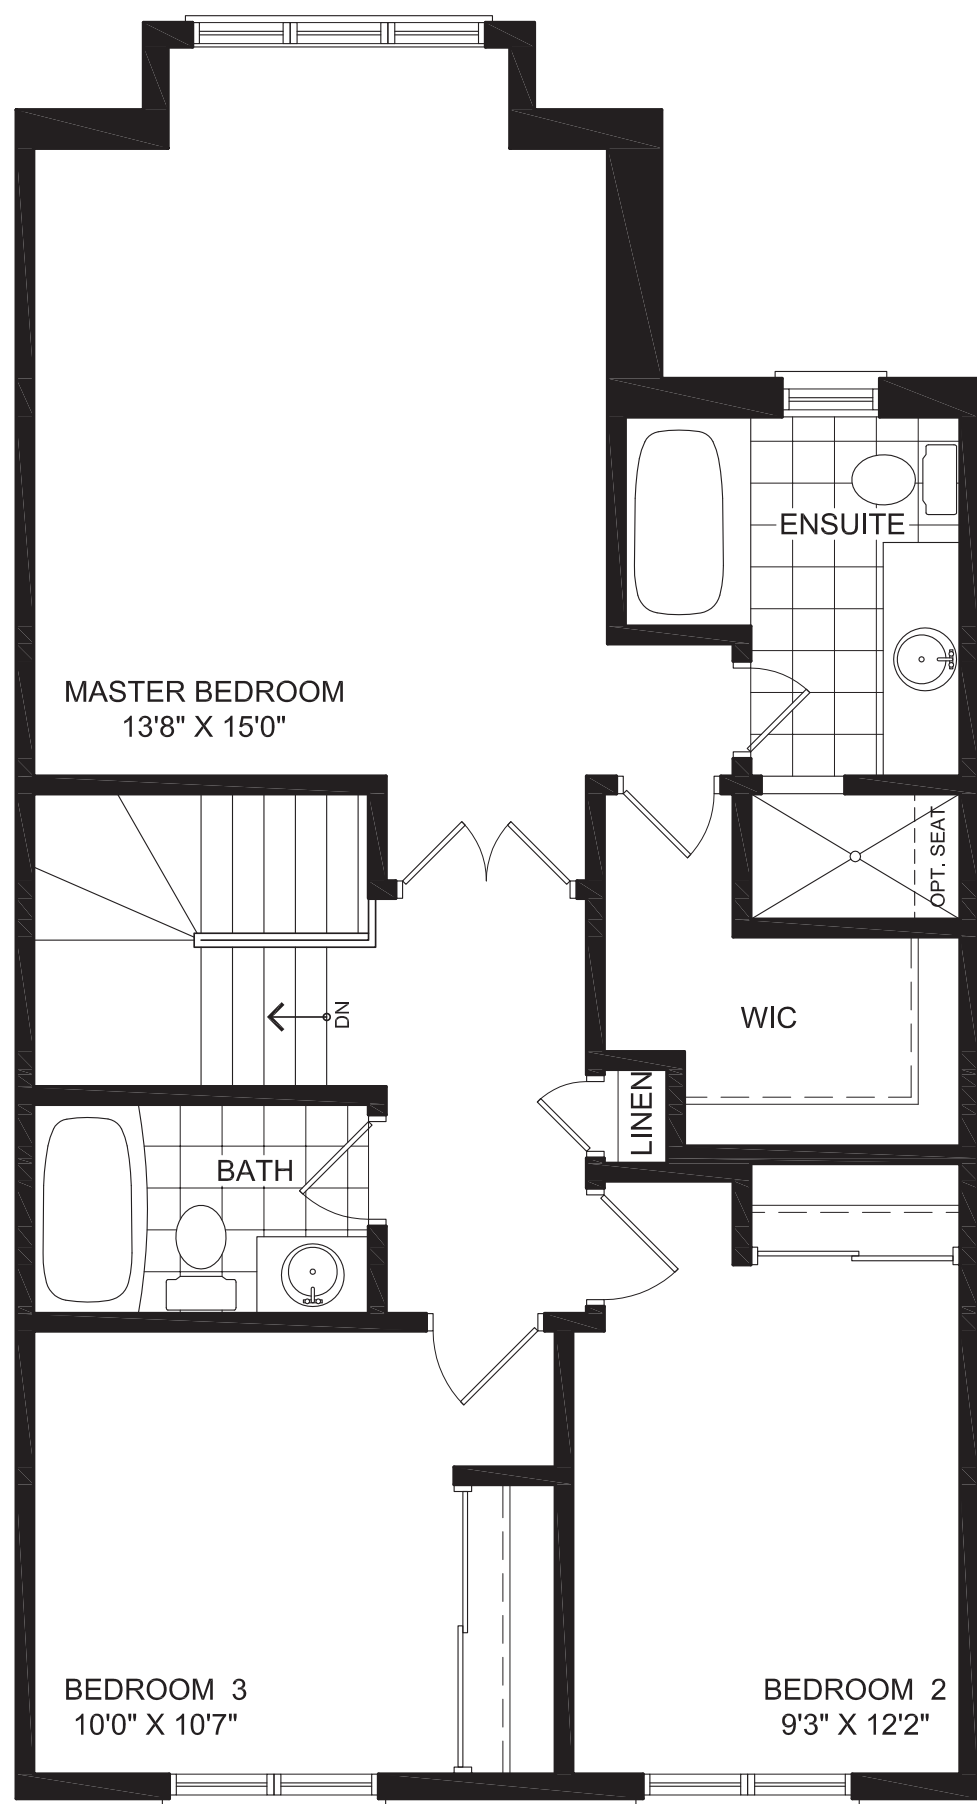 ENSUITE
MASTER BEDROOM
13'8" X 15'0"
OPT. SEAT
DN
WIC
LINEN
BATH
BEDROOM 3
10'0" X 10'7"
BEDROOM 2
9'3" X 12'2"